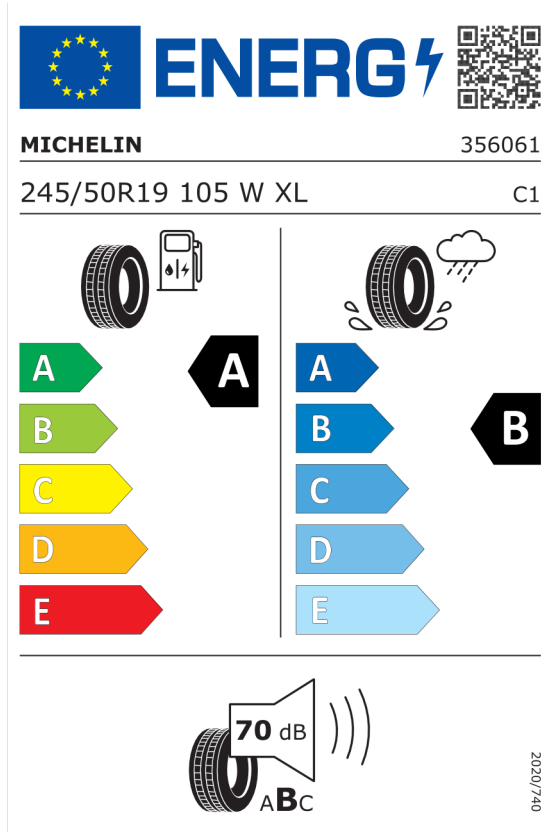 ENERG
MICHELIN 356061
245/50R19 105 W XL C1
A A A
B B B
C C
D D
E E
70 dB
ABC
2020/740